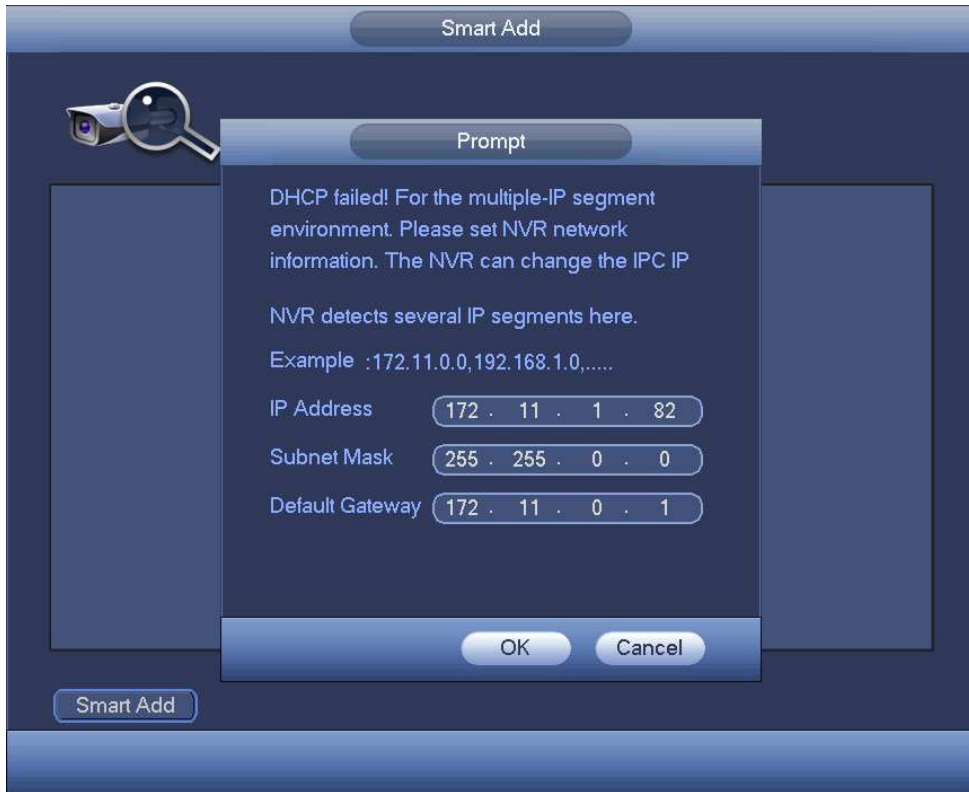 Smart Add
Prompt
DHCP failed! For the multiple-IP segment
environment. Please set NVR network
information. The NVR can change the IPC IP
NVR detects several IP segments here.
Example :172.11.0.0,192.168.1.0,.....
IP Address 172 . 11 . 1 . 82
Subnet Mask 255 . 255 . 0 . 0
Default Gateway 172 . 11 . 0 . 1
OK Cancel
Smart Add